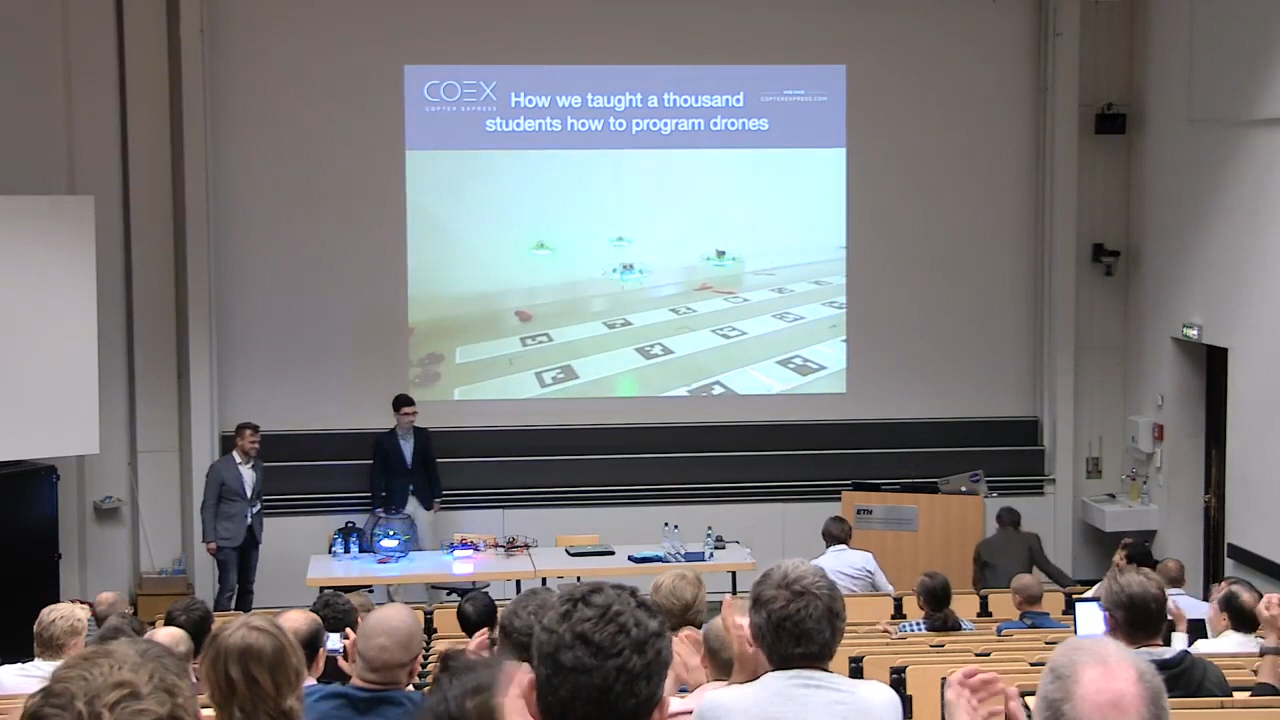 COEX
COPTER EXPRESS
How we taught a thousand
students how to program drones
COPTEREXPRESS.COM
ETH